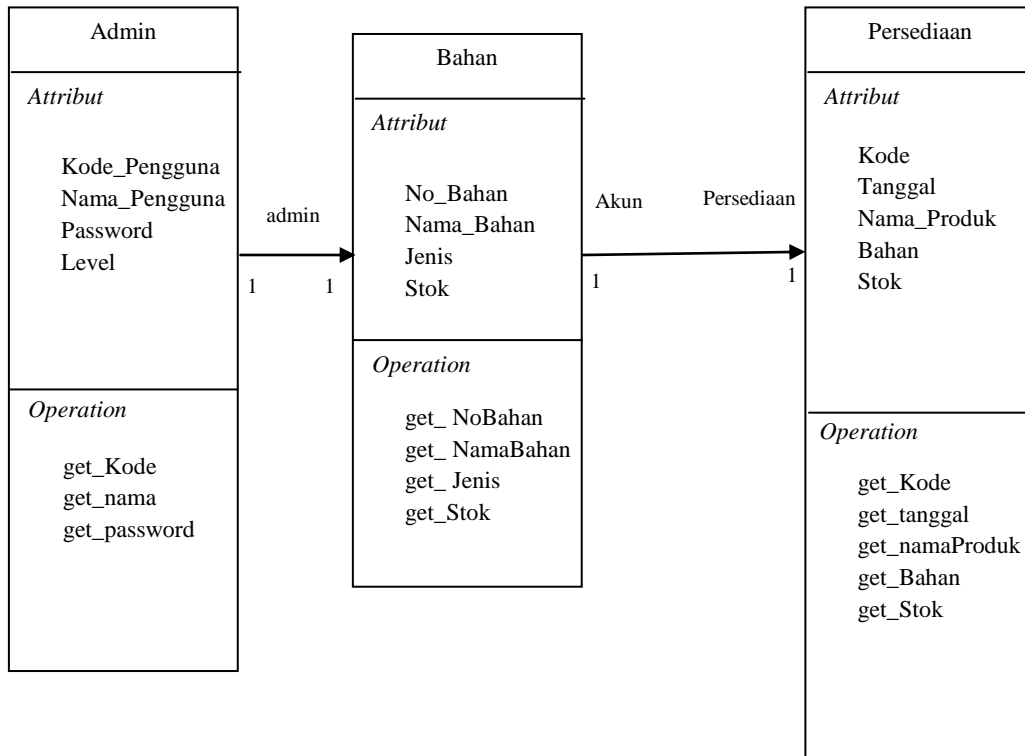 Admin
Attribut
Kode_Pengguna
Nama_Pengguna
Password
Level
Operation
get_Kode
get_nama
get_password
admin
1
1
Bahan
Attribut
No_Bahan
Nama_Bahan
Jenis
Stok
Operation
get_ NoBahan
get_ NamaBahan
get_ Jenis
get_Stok
Akun
Persediaan
1
1
Persediaan
Attribut
Kode
Tanggal
Nama_Produk
Bahan
Stok
Operation
get_Kode
get_tanggal
get_namaProduk
get_Bahan
get_Stok